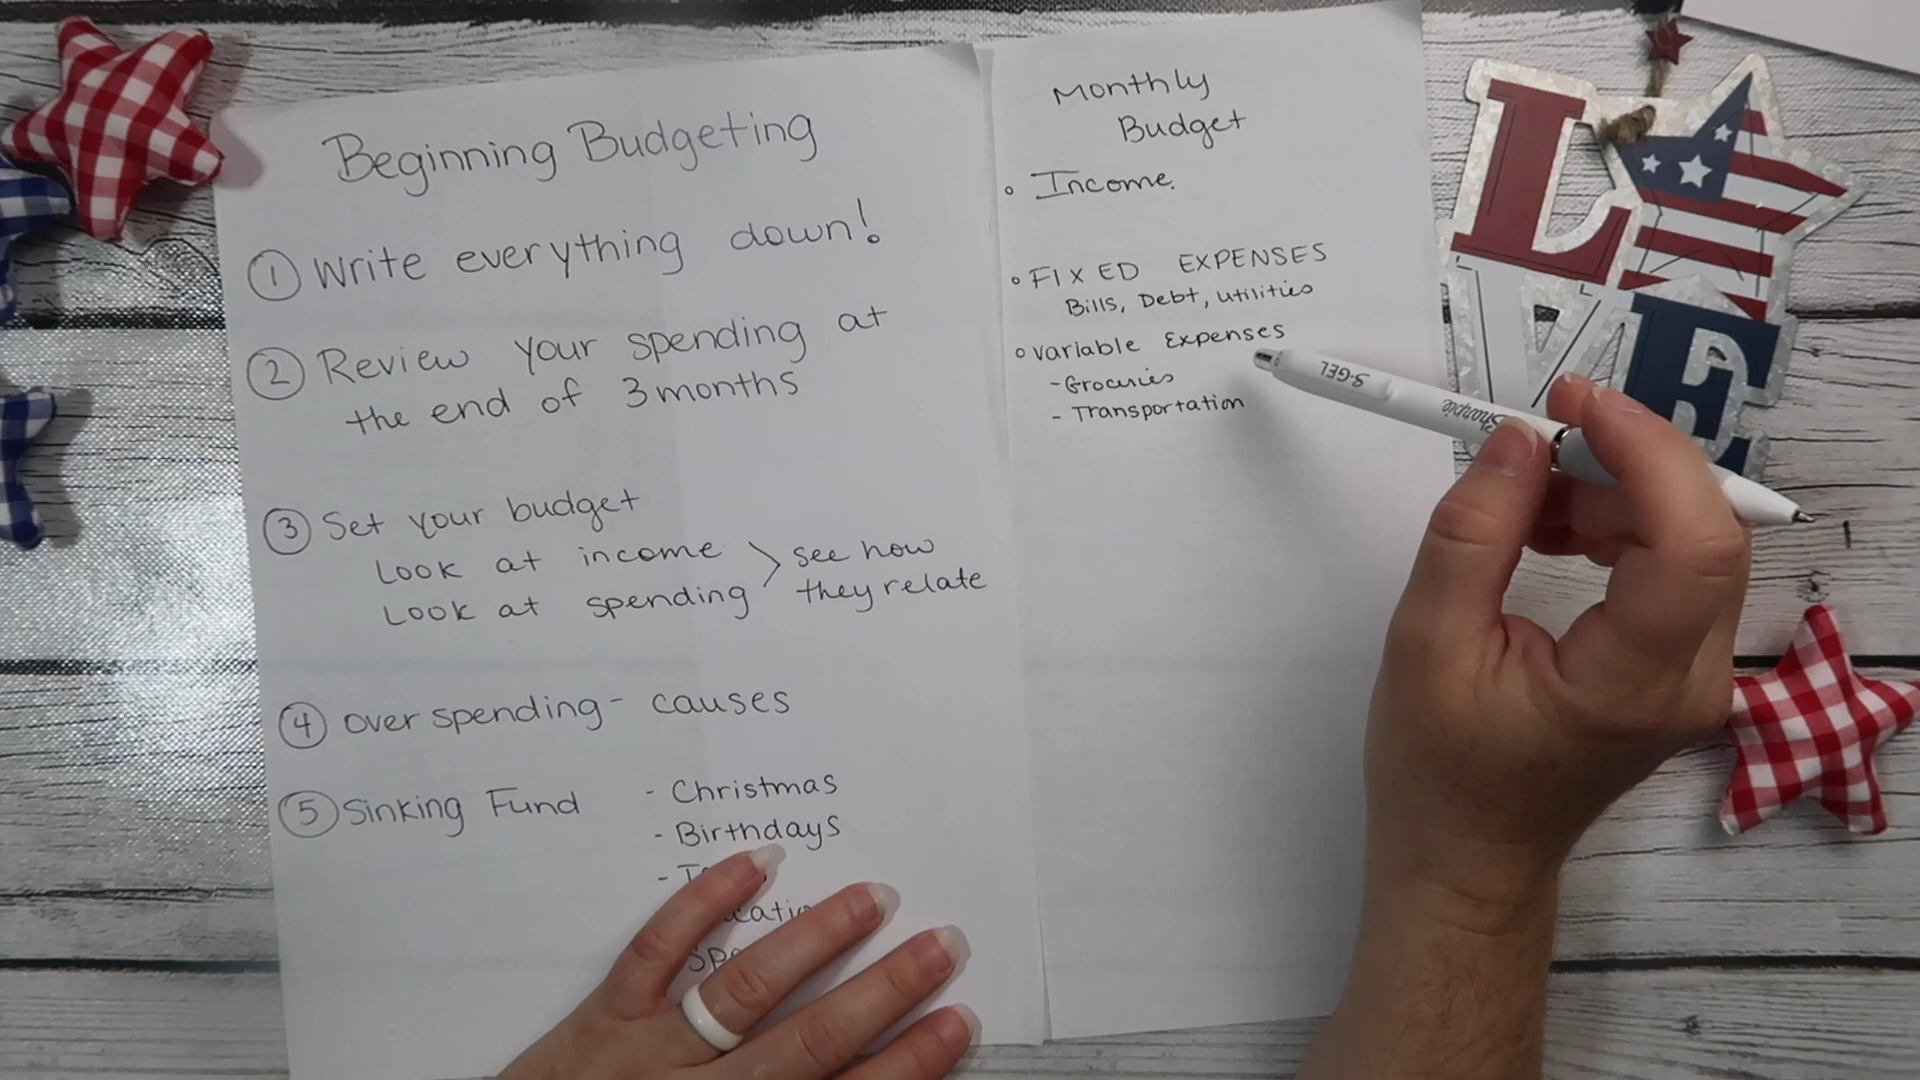 Beginning Budgeting
① Write everything down!
② Review your spending at
the end of 3 months
③ Set your budget
Look at income > see how
Look at spending they relate
④ overspending - causes
⑤ Sinking Fund - Christmas
- Birthdays
Monthly
Budget
° Income.
° FIXED EXPENSES
Bills, Debt, utilities
° variable Expenses
- Groceries
- Transportation
LOVE
S·GEL
Sharpie